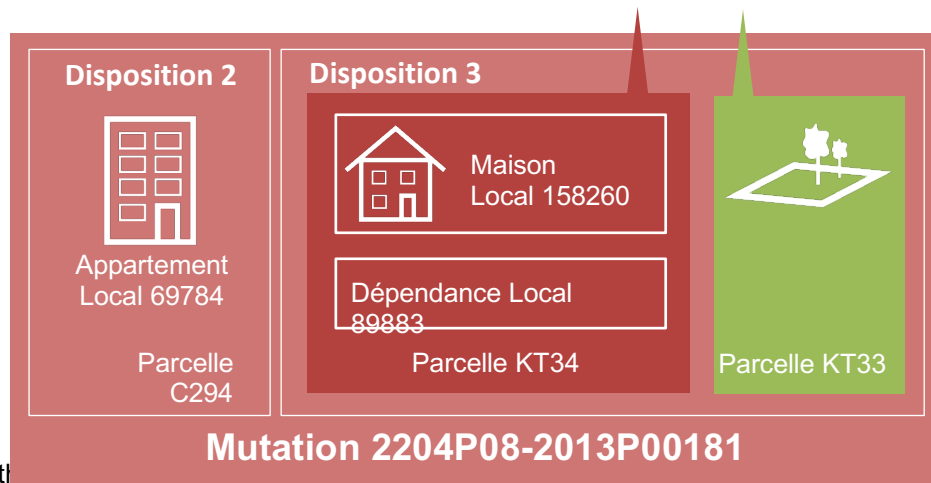 Disposition 2
Appartement
Local 69784
Parcelle
C294
Disposition 3
Maison
Local 158260
Dépendance Local
89883
Parcelle KT34
Parcelle KT33
Mutation 2204P08-2013P00181